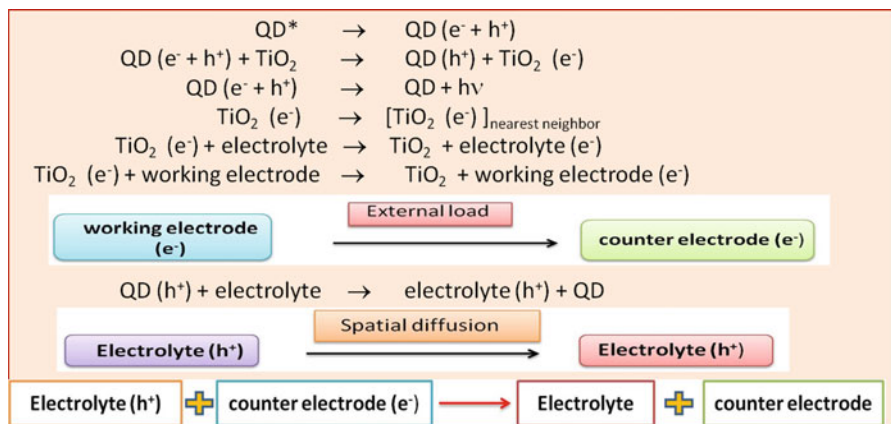 QD* → QD (e⁻ + h⁺)
QD (e⁻ + h⁺) + TiO₂ → QD (h⁺) + TiO₂ (e⁻)
QD (e⁻ + h⁺) → QD + hν
TiO₂ (e⁻) → [TiO₂ (e⁻) ]nearest neighbor
TiO₂ (e⁻) + electrolyte → TiO₂ + electrolyte (e⁻)
TiO₂ (e⁻) + working electrode → TiO₂ + working electrode (e⁻)
External load
working electrode
(e⁻)
counter electrode (e⁻)
QD (h⁺) + electrolyte → electrolyte (h⁺) + QD
Spatial diffusion
Electrolyte (h⁺)
Electrolyte (h⁺)
Electrolyte (h⁺) + counter electrode (e⁻) → Electrolyte + counter electrode